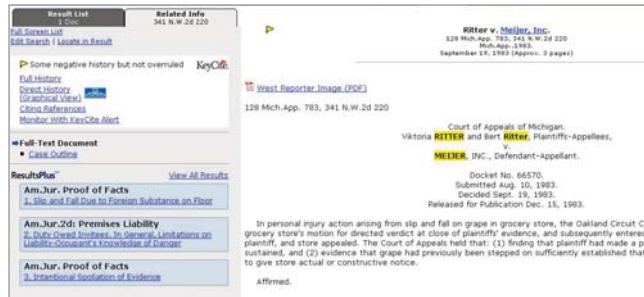 Result List
1 Doc
Related Info
341 N.W.2d 220
Full Screen List
Edit Search | Locate in Result
Some negative history but not overruled KeyCite
Full History
Direct History
(Graphical View)
Citing References
Monitor With KeyCite Alert
Full-Text Document
Case Outline
ResultsPlus™ View All Results
Am.Jur. Proof of Facts
1. Slip and Fall Due to Foreign Substance on Floor
Am.Jur.2d: Premises Liability
2. Duty Owed Invitees, In General, Limitations on
Liability-Occupant's Knowledge of Danger
Am.Jur. Proof of Facts
3. Intentional Spoliation of Evidence
Ritter v. Meijer, Inc.
128 Mich.App. 783, 341 N.W.2d 220
Mich.App.,1983.
September 19, 1983 (Approx. 3 pages)
West Reporter Image (PDF)
128 Mich.App. 783, 341 N.W.2d 220
Court of Appeals of Michigan.
Viktoria RITTER and Bert Ritter, Plaintiffs-Appellees,
v.
MEIJER, INC., Defendant-Appellant.
Docket No. 66570.
Submitted Aug. 10, 1983.
Decided Sept. 19, 1983.
Released for Publication Dec. 15, 1983.
In personal injury action arising from slip and fall on grape in grocery store, the Oakland Circuit C
grocery store's motion for directed verdict at close of plaintiffs' evidence, and subsequently entered
plaintiff, and store appealed. The Court of Appeals held that: (1) finding that plaintiff had made a p
sustained, and (2) evidence that grape had previously been stepped on sufficiently established that
to give store actual or constructive notice.
Affirmed.